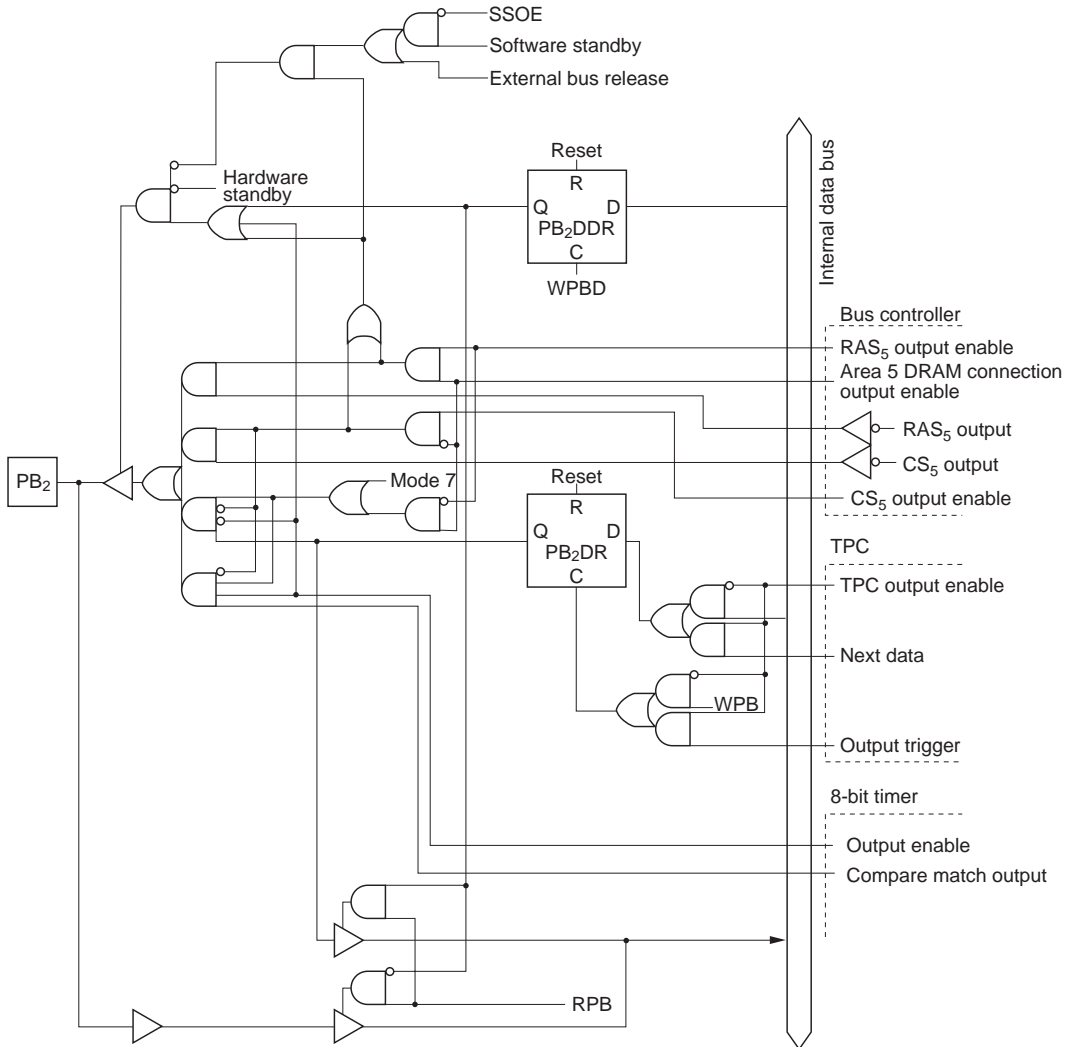 SSOE
Software standby
External bus release
Hardware
standby
Reset
R
Q D
PB₂DDR
C
WPBD
Internal data bus
Bus controller
RAS₅ output enable
Area 5 DRAM connection
output enable
RAS₅ output
CS₅ output
CS₅ output enable
PB₂
Mode 7
Reset
R
Q D
PB₂DR
C
TPC
TPC output enable
Next data
WPB
Output trigger
8-bit timer
Output enable
Compare match output
RPB